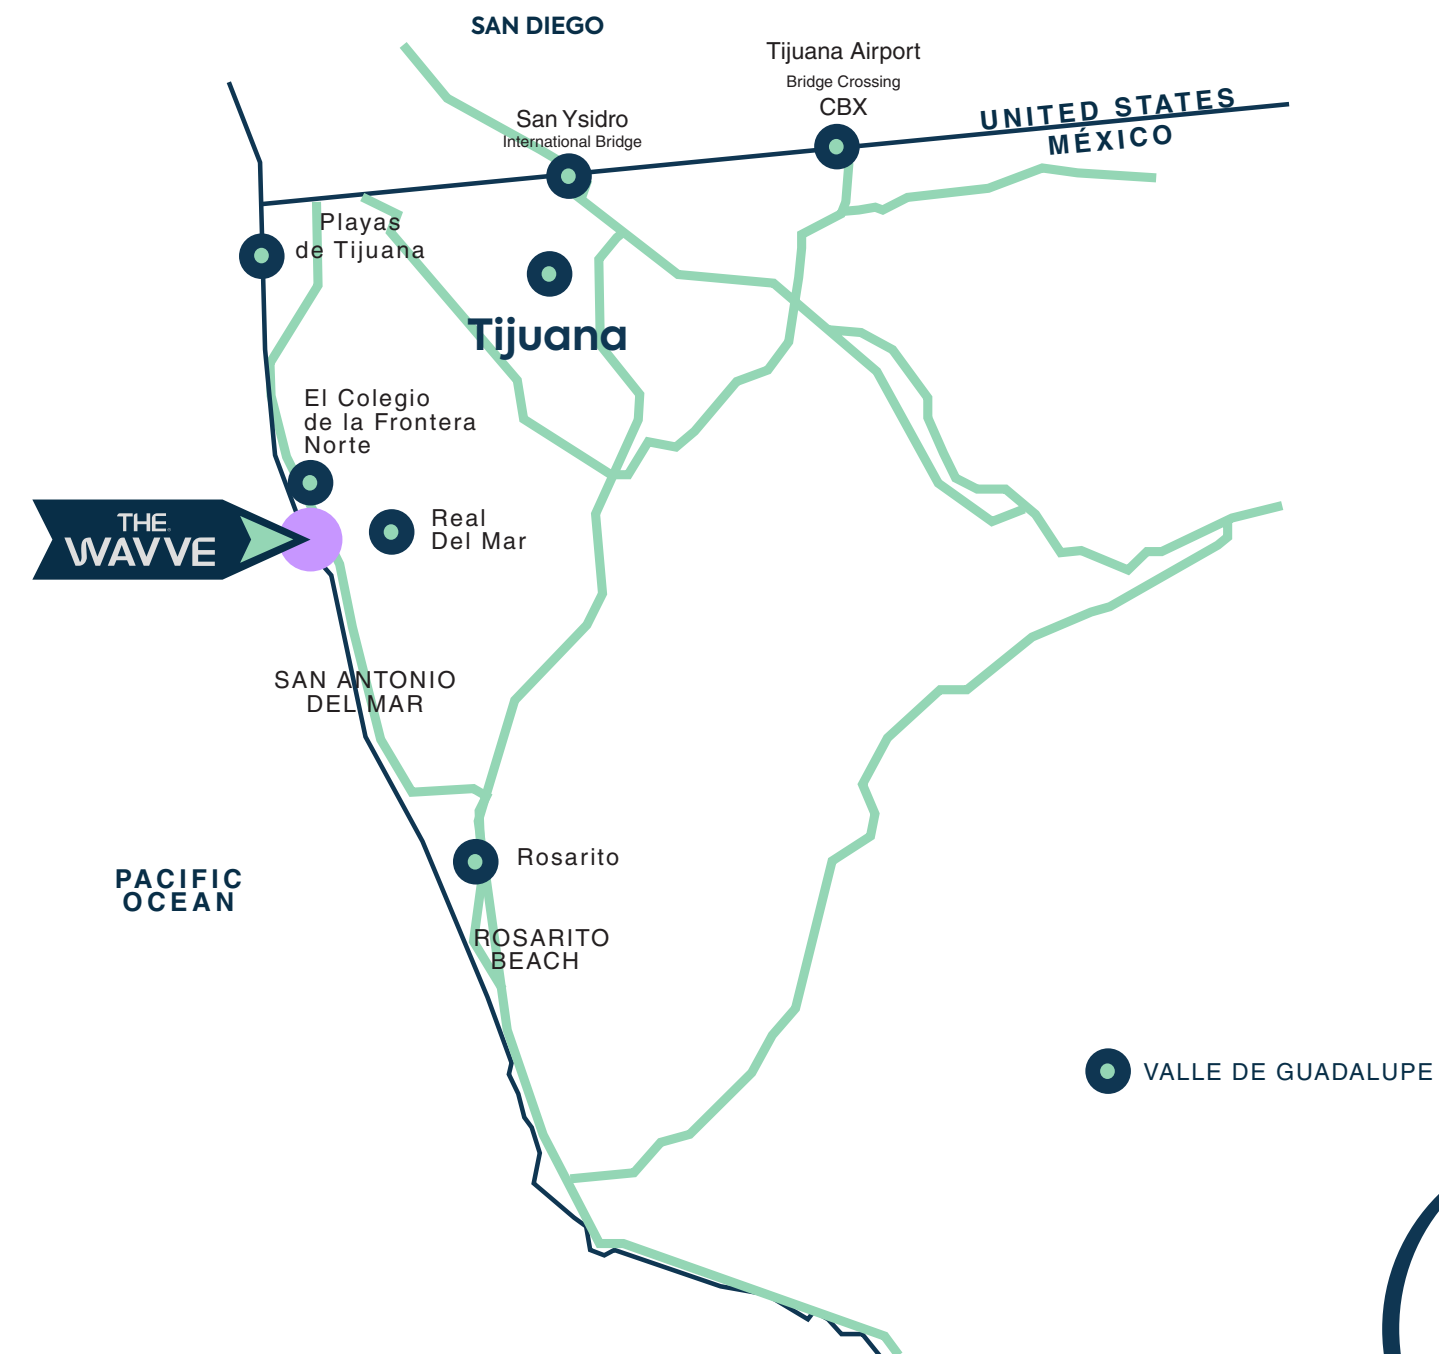 SAN DIEGO
Tijuana Airport
Bridge Crossing
CBX
San Ysidro
International Bridge
UNITED STATES
MÉXICO
Playas
de Tijuana
Tijuana
El Colegio
de la Frontera
Norte
THE
WAVVE
Real
Del Mar
SAN ANTONIO
DEL MAR
Rosarito
PACIFIC
OCEAN
ROSARITO
BEACH
VALLE DE GUADALUPE